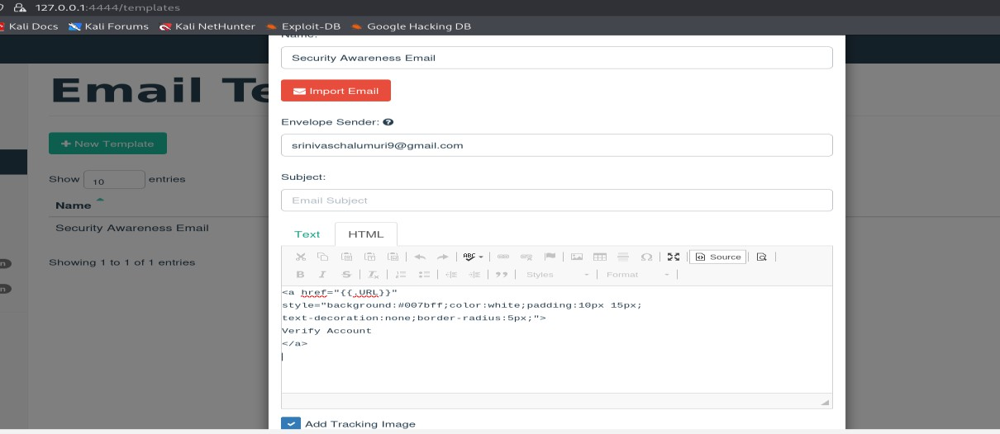 127.0.0.1:4444/templates
Kali Docs Kali Forums Kali NetHunter Exploit-DB Google Hacking DB
Name:
Security Awareness Email
Email Te
Import Email
Envelope Sender:
+ New Template
srinivaschalumuri9@gmail.com
Show 10 entries
Subject:
Name
Email Subject
Security Awareness Email
Text HTML
Showing 1 to 1 of 1 entries
ABC Source
B I S Tx Styles Format
<a href="{{.URL}}"
style="background:#007bff;color:white;padding:10px 15px;
text-decoration:none;border-radius:5px;">
Verify Account
</a>
Add Tracking Image